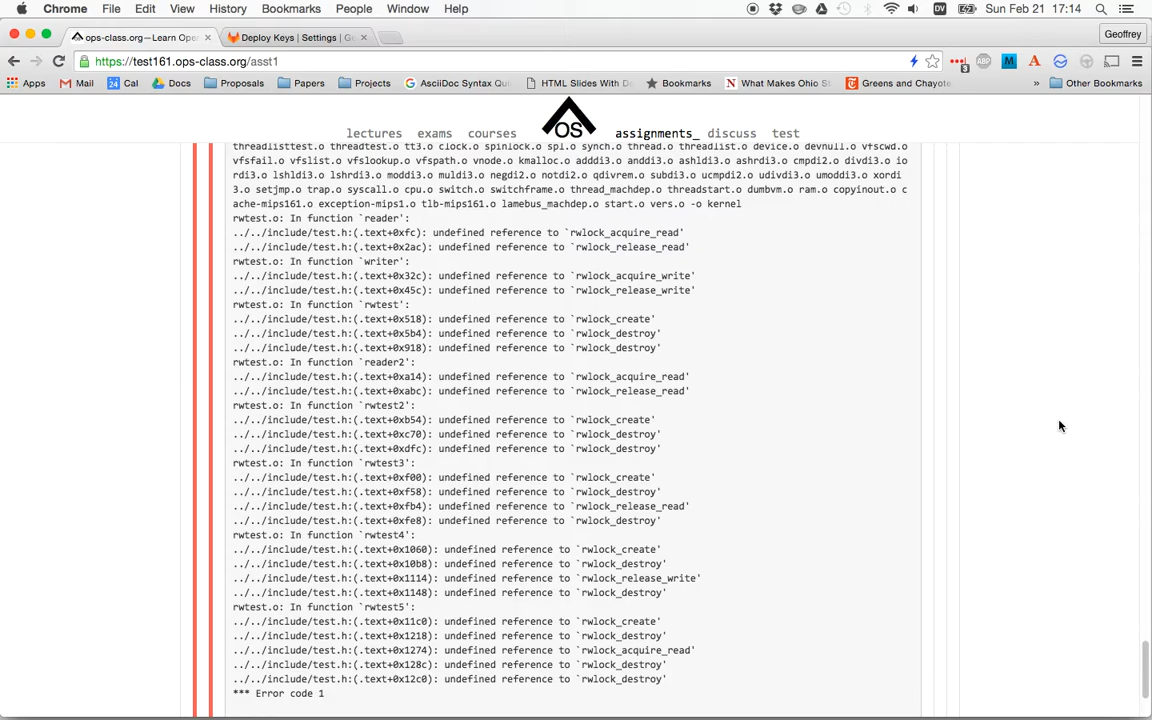 Chrome File Edit View History Bookmarks People Window Help DV Sun Feb 21 17:14
ops-class.org—Learn Ope
Deploy Keys | Settings | G
Geoffrey
https://test161.ops-class.org/asst1
Apps Mail 24 Cal Docs Proposals Papers Projects AsciiDoc Syntax Qu HTML Slides With D Bookmarks What Makes Ohio S Greens and Chayote » Other Bookmarks
lectures exams courses OS assignments_ discuss test
threadlisttest.o threadtest.o tt3.o clock.o spinlock.o spl.o synch.o thread.o threadlist.o device.o devnull.o vfscwd.o
vfsfail.o vfslist.o vfslookup.o vfspath.o vnode.o kmalloc.o adddi3.o anddi3.o ashldi3.o ashrdi3.o cmpdi2.o divdi3.o io
rdi3.o lshldi3.o lshrdi3.o moddi3.o muldi3.o negdi2.o notdi2.o qdivrem.o subdi3.o ucmpdi2.o udivdi3.o umoddi3.o xordi
3.o setjmp.o trap.o syscall.o cpu.o switch.o switchframe.o thread_machdep.o threadstart.o dumbvm.o ram.o copyinout.o c
ache-mips161.o exception-mips1.o tlb-mips161.o lamebus_machdep.o start.o vers.o -o kernel
rwtest.o: In function `reader':
../../include/test.h:(.text+0xfc): undefined reference to `rwlock_acquire_read'
../../include/test.h:(.text+0x2ac): undefined reference to `rwlock_release_read'
rwtest.o: In function `writer':
../../include/test.h:(.text+0x32c): undefined reference to `rwlock_acquire_write'
../../include/test.h:(.text+0x45c): undefined reference to `rwlock_release_write'
rwtest.o: In function `rwtest':
../../include/test.h:(.text+0x518): undefined reference to `rwlock_create'
../../include/test.h:(.text+0x5b4): undefined reference to `rwlock_destroy'
../../include/test.h:(.text+0x918): undefined reference to `rwlock_destroy'
rwtest.o: In function `reader2':
../../include/test.h:(.text+0xa14): undefined reference to `rwlock_acquire_read'
../../include/test.h:(.text+0xabc): undefined reference to `rwlock_release_read'
rwtest.o: In function `rwtest2':
../../include/test.h:(.text+0xb54): undefined reference to `rwlock_create'
../../include/test.h:(.text+0xc70): undefined reference to `rwlock_destroy'
../../include/test.h:(.text+0xdfc): undefined reference to `rwlock_destroy'
rwtest.o: In function `rwtest3':
../../include/test.h:(.text+0xf00): undefined reference to `rwlock_create'
../../include/test.h:(.text+0xf58): undefined reference to `rwlock_destroy'
../../include/test.h:(.text+0xfb4): undefined reference to `rwlock_release_read'
../../include/test.h:(.text+0xfe8): undefined reference to `rwlock_destroy'
rwtest.o: In function `rwtest4':
../../include/test.h:(.text+0x1060): undefined reference to `rwlock_create'
../../include/test.h:(.text+0x10b8): undefined reference to `rwlock_destroy'
../../include/test.h:(.text+0x1114): undefined reference to `rwlock_release_write'
../../include/test.h:(.text+0x1148): undefined reference to `rwlock_destroy'
rwtest.o: In function `rwtest5':
../../include/test.h:(.text+0x11c0): undefined reference to `rwlock_create'
../../include/test.h:(.text+0x1218): undefined reference to `rwlock_destroy'
../../include/test.h:(.text+0x1274): undefined reference to `rwlock_acquire_read'
../../include/test.h:(.text+0x128c): undefined reference to `rwlock_destroy'
../../include/test.h:(.text+0x12c0): undefined reference to `rwlock_destroy'
*** Error code 1